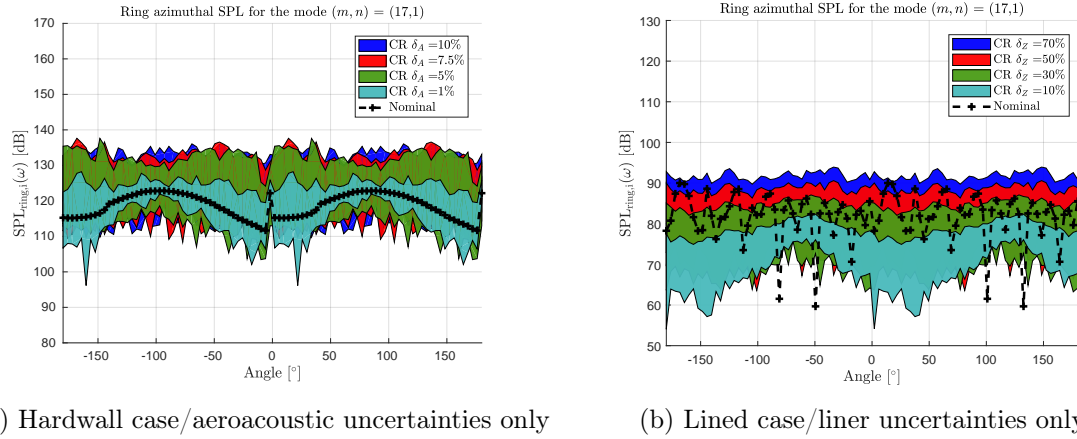 Ring azimuthal SPL for the mode (m, n) = (17,1)
170
160
150
140
130
120
110
100
90
80
SPL_ring,i(ω) [dB]
CR δ_A =10%
CR δ_A =7.5%
CR δ_A =5%
CR δ_A =1%
Nominal
-150 -100 -50 0 50 100 150
Angle [°]
) Hardwall case/aeroacoustic uncertainties only
Ring azimuthal SPL for the mode (m, n) = (17,1)
130
120
110
100
90
80
70
60
50
SPL_ring,i(ω) [dB]
CR δ_Z =70%
CR δ_Z =50%
CR δ_Z =30%
CR δ_Z =10%
Nominal
-150 -100 -50 0 50 100 150
Angle [°]
(b) Lined case/liner uncertainties only